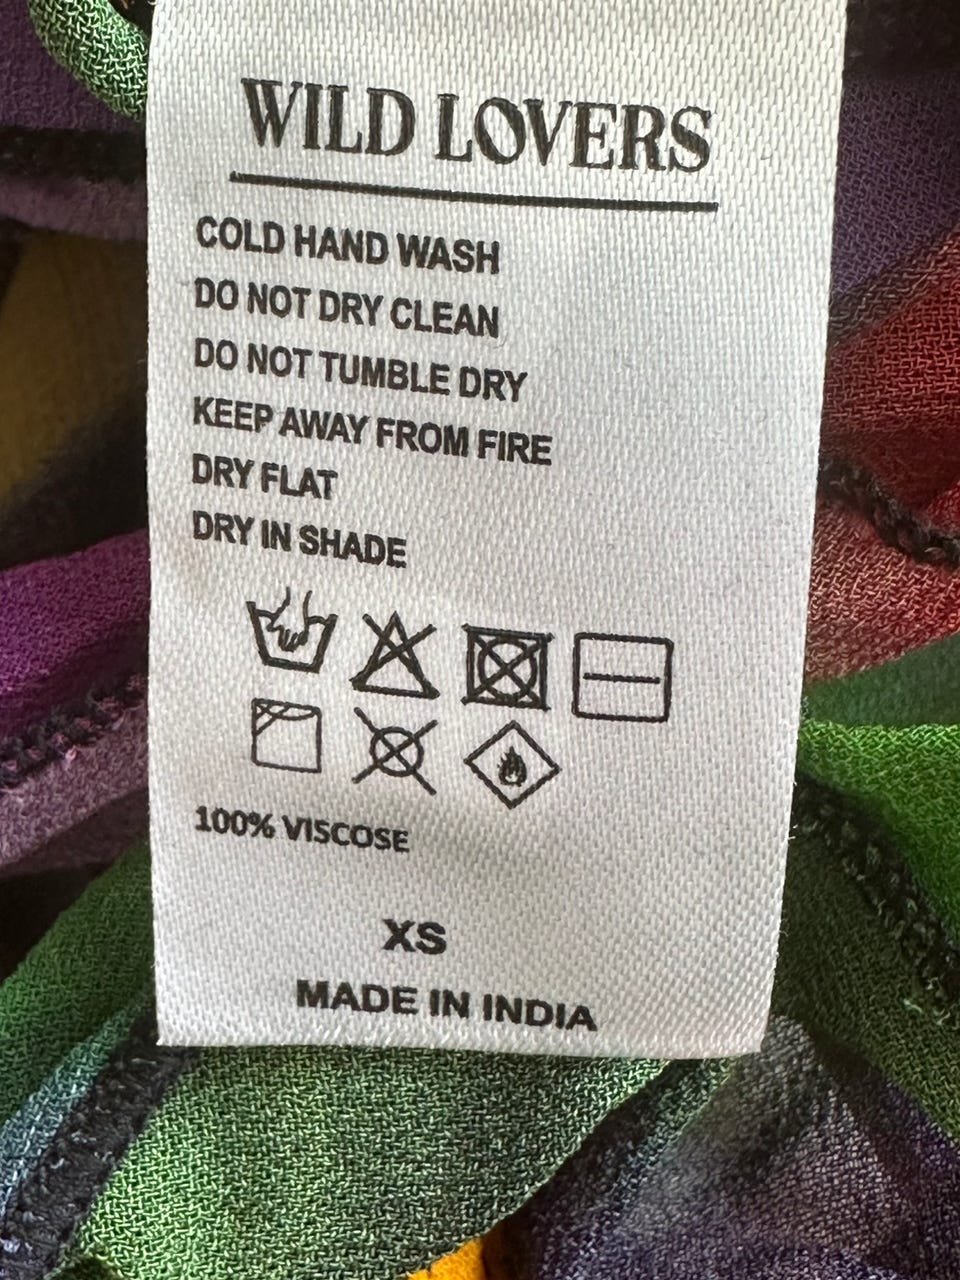 WILD LOVERS
COLD HAND WASH
DO NOT DRY CLEAN
DO NOT TUMBLE DRY
KEEP AWAY FROM FIRE
DRY FLAT
DRY IN SHADE
100% VISCOSE
XS
MADE IN INDIA